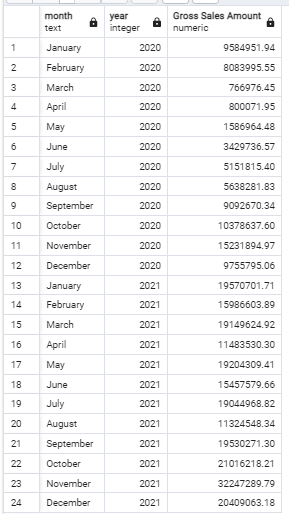 month year Gross Sales Amount
text integer numeric
1 January 2020 9584951.94
2 February 2020 8083995.55
3 March 2020 766976.45
4 April 2020 800071.95
5 May 2020 1586964.48
6 June 2020 3429736.57
7 July 2020 5151815.40
8 August 2020 5638281.83
9 September 2020 9092670.34
10 October 2020 10378637.60
11 November 2020 15231894.97
12 December 2020 9755795.06
13 January 2021 19570701.71
14 February 2021 15986603.89
15 March 2021 19149624.92
16 April 2021 11483530.30
17 May 2021 19204309.41
18 June 2021 15457579.66
19 July 2021 19044968.82
20 August 2021 11324548.34
21 September 2021 19530271.30
22 October 2021 21016218.21
23 November 2021 32247289.79
24 December 2021 20409063.18